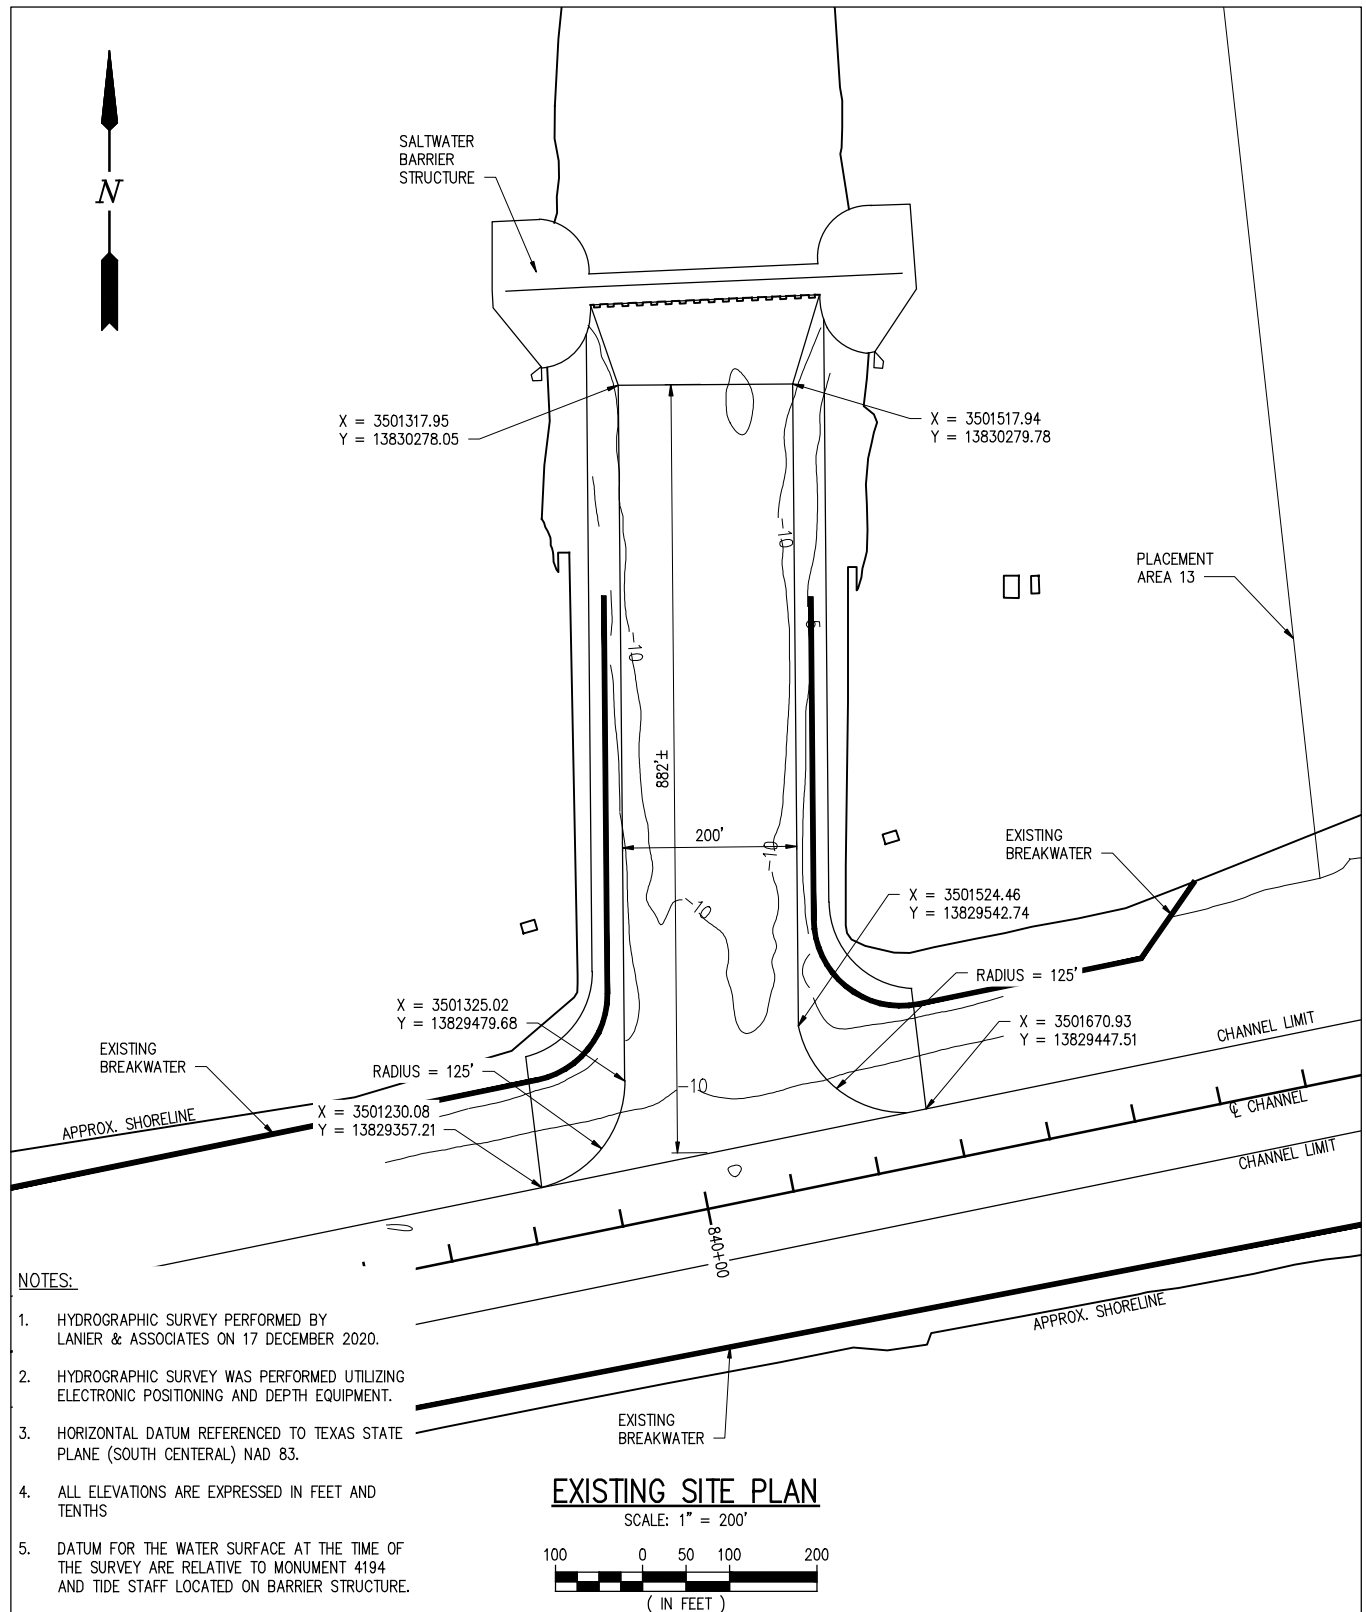 N
SALTWATER
BARRIER
STRUCTURE
X = 3501317.95
Y = 13830278.05
X = 3501517.94
Y = 13830279.78
-10
PLACEMENT
AREA 13
5
-10
882'±
200'
-10
EXISTING
BREAKWATER
X = 3501524.46
Y = 13829542.74
-10
RADIUS = 125'
X = 3501325.02
Y = 13829479.68
X = 3501670.93
Y = 13829447.51
CHANNEL LIMIT
EXISTING
BREAKWATER
RADIUS = 125'
-10
℄ CHANNEL
X = 3501230.08
Y = 13829357.21
APPROX. SHORELINE
CHANNEL LIMIT
840+00
APPROX. SHORELINE
EXISTING
BREAKWATER
NOTES:
1. HYDROGRAPHIC SURVEY PERFORMED BY
LANIER & ASSOCIATES ON 17 DECEMBER 2020.
2. HYDROGRAPHIC SURVEY WAS PERFORMED UTILIZING
ELECTRONIC POSITIONING AND DEPTH EQUIPMENT.
3. HORIZONTAL DATUM REFERENCED TO TEXAS STATE
PLANE (SOUTH CENTERAL) NAD 83.
4. ALL ELEVATIONS ARE EXPRESSED IN FEET AND
TENTHS
5. DATUM FOR THE WATER SURFACE AT THE TIME OF
THE SURVEY ARE RELATIVE TO MONUMENT 4194
AND TIDE STAFF LOCATED ON BARRIER STRUCTURE.
EXISTING SITE PLAN
SCALE: 1" = 200'
100 0 50 100 200
( IN FEET )